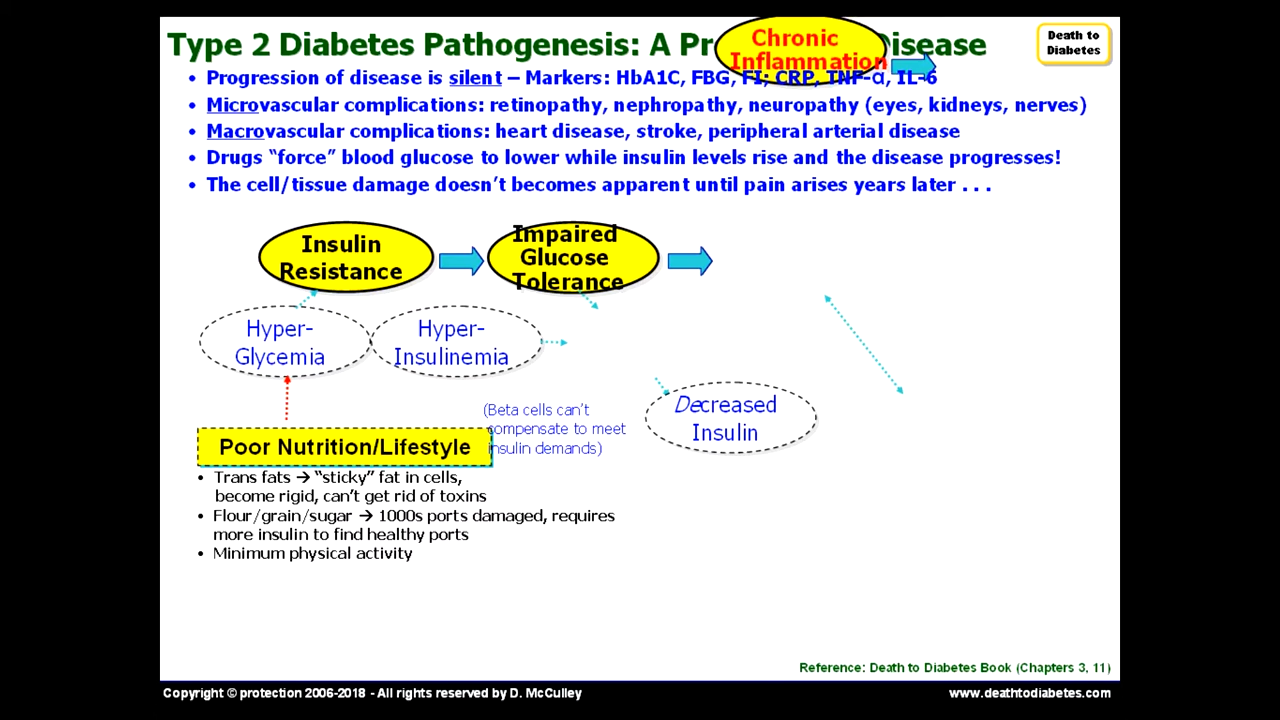 Type 2 Diabetes Pathogenesis: A Pr Disease
Chronic
Inflammation
Death to
Diabetes
• Progression of disease is silent – Markers: HbA1C, FBG, FI; CRP, TNF-α, IL-6
• Microvascular complications: retinopathy, nephropathy, neuropathy (eyes, kidneys, nerves)
• Macrovascular complications: heart disease, stroke, peripheral arterial disease
• Drugs “force” blood glucose to lower while insulin levels rise and the disease progresses!
• The cell/tissue damage doesn’t becomes apparent until pain arises years later . . .
Insulin
Resistance
Impaired
Glucose
Tolerance
Hyper-
Glycemia
Hyper-
Insulinemia
Decreased
Insulin
(Beta cells can’t
compensate to meet
insulin demands)
Poor Nutrition/Lifestyle
• Trans fats → “sticky” fat in cells,
become rigid, can’t get rid of toxins
• Flour/grain/sugar → 1000s ports damaged, requires
more insulin to find healthy ports
• Minimum physical activity
Reference: Death to Diabetes Book (Chapters 3, 11)
Copyright © protection 2006-2018 - All rights reserved by D. McCulley
www.deathtodiabetes.com